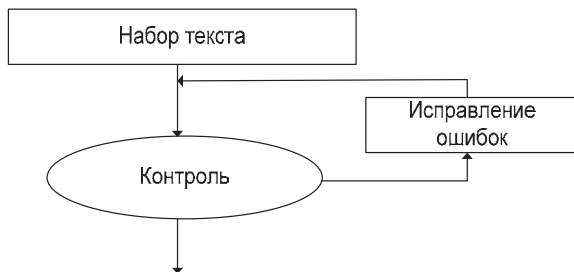 Набор текста
Исправление
ошибок
Контроль